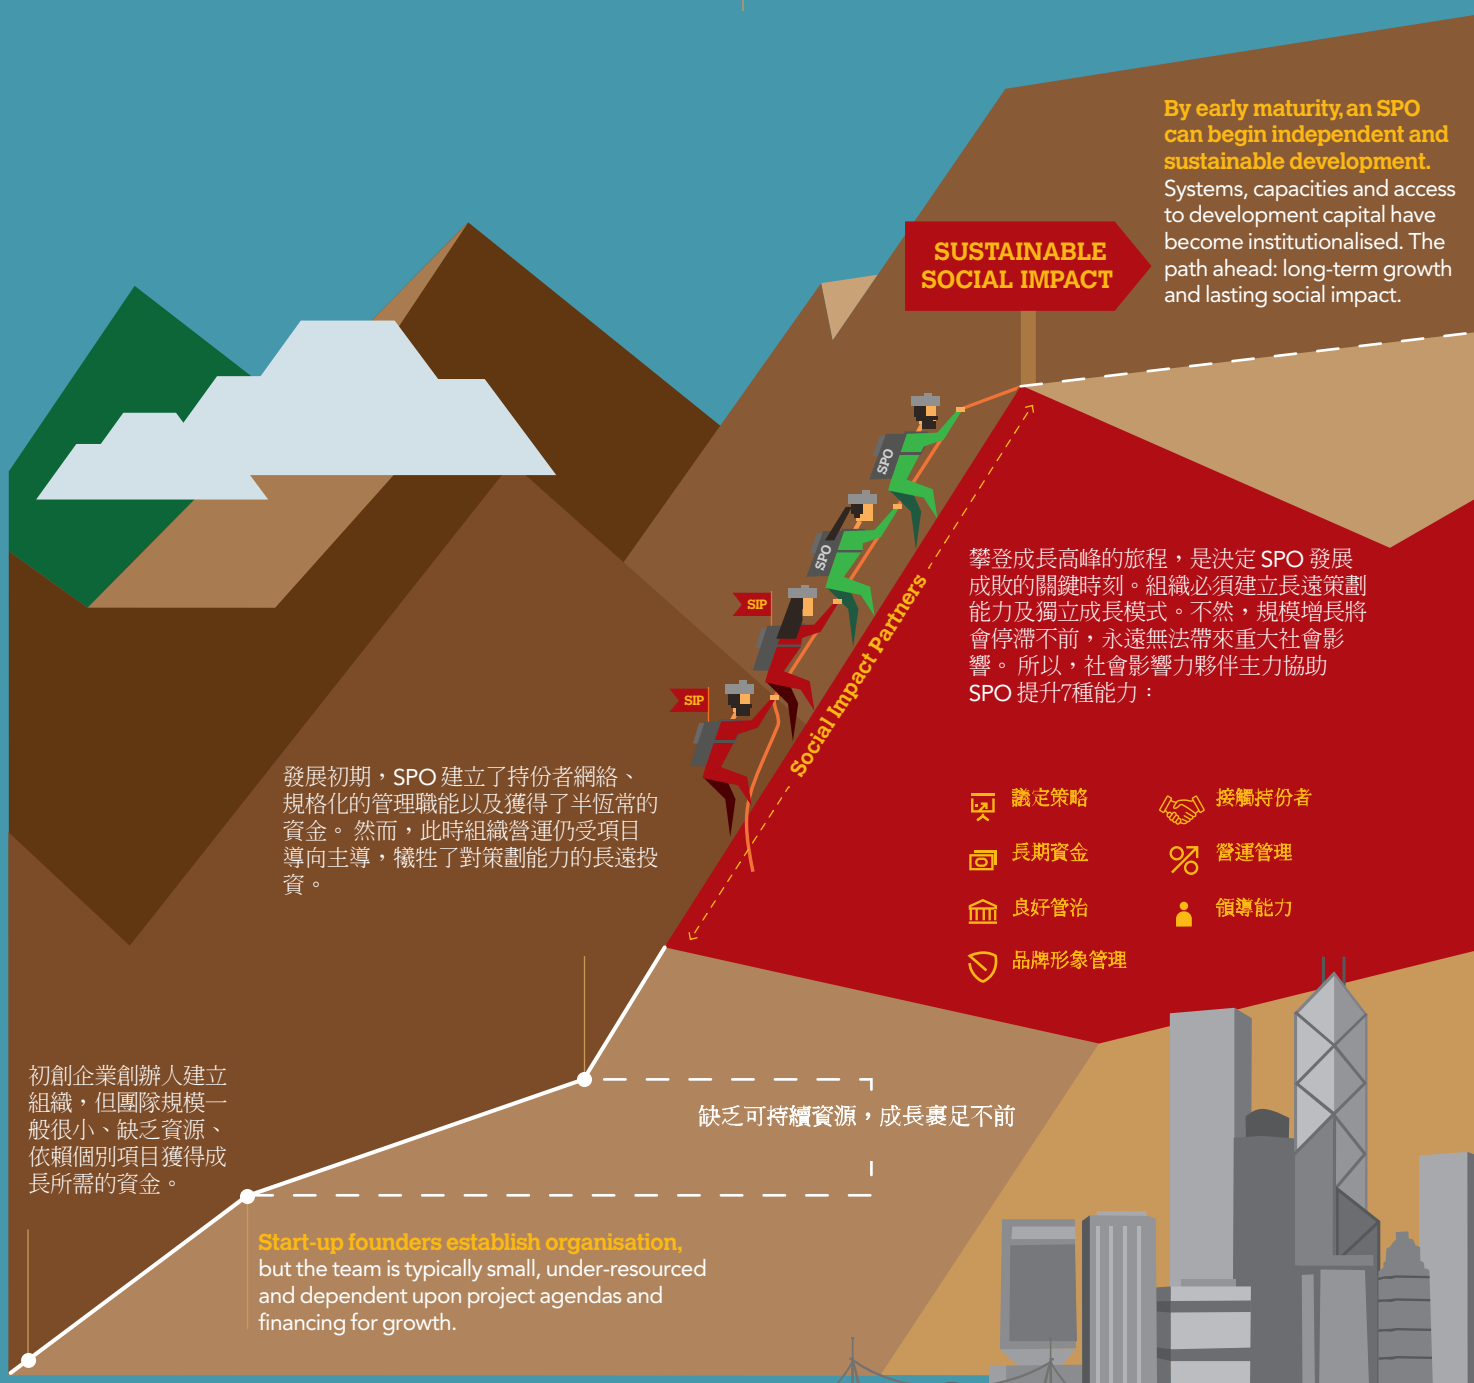 By early maturity, an SPO
can begin independent and
sustainable development.
Systems, capacities and access
to development capital have
become institutionalised. The
path ahead: long-term growth
and lasting social impact.
SUSTAINABLE
SOCIAL IMPACT
SPO
SPO
SIP
SIP
Social Impact Partners
攀登成長高峰的旅程，是決定 SPO 發展
成敗的關鍵時刻。組織必須建立長遠策劃
能力及獨立成長模式。不然，規模增長將
會停滯不前，永遠無法帶來重大社會影
響。 所以，社會影響力夥伴主力協助
SPO 提升7種能力：
議定策略
接觸持份者
長期資金
營運管理
良好管治
領導能力
品牌形象管理
發展初期，SPO 建立了持份者網絡、
規格化的管理職能以及獲得了半恆常的
資金。 然而，此時組織營運仍受項目
導向主導，犧牲了對策劃能力的長遠投
資。
初創企業創辦人建立
組織，但團隊規模一
般很小、缺乏資源、
依賴個別項目獲得成
長所需的資金。
缺乏可持續資源，成長裹足不前
Start-up founders establish organisation,
but the team is typically small, under-resourced
and dependent upon project agendas and
financing for growth.